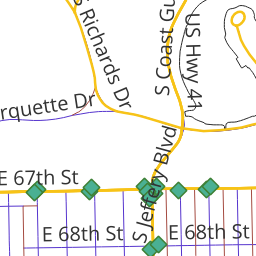 S Richards Dr
S Coast Gu
US Hwy 41
rquette Dr
S Jeffery Blvd
E 67th St
E 68th St
E 68th St